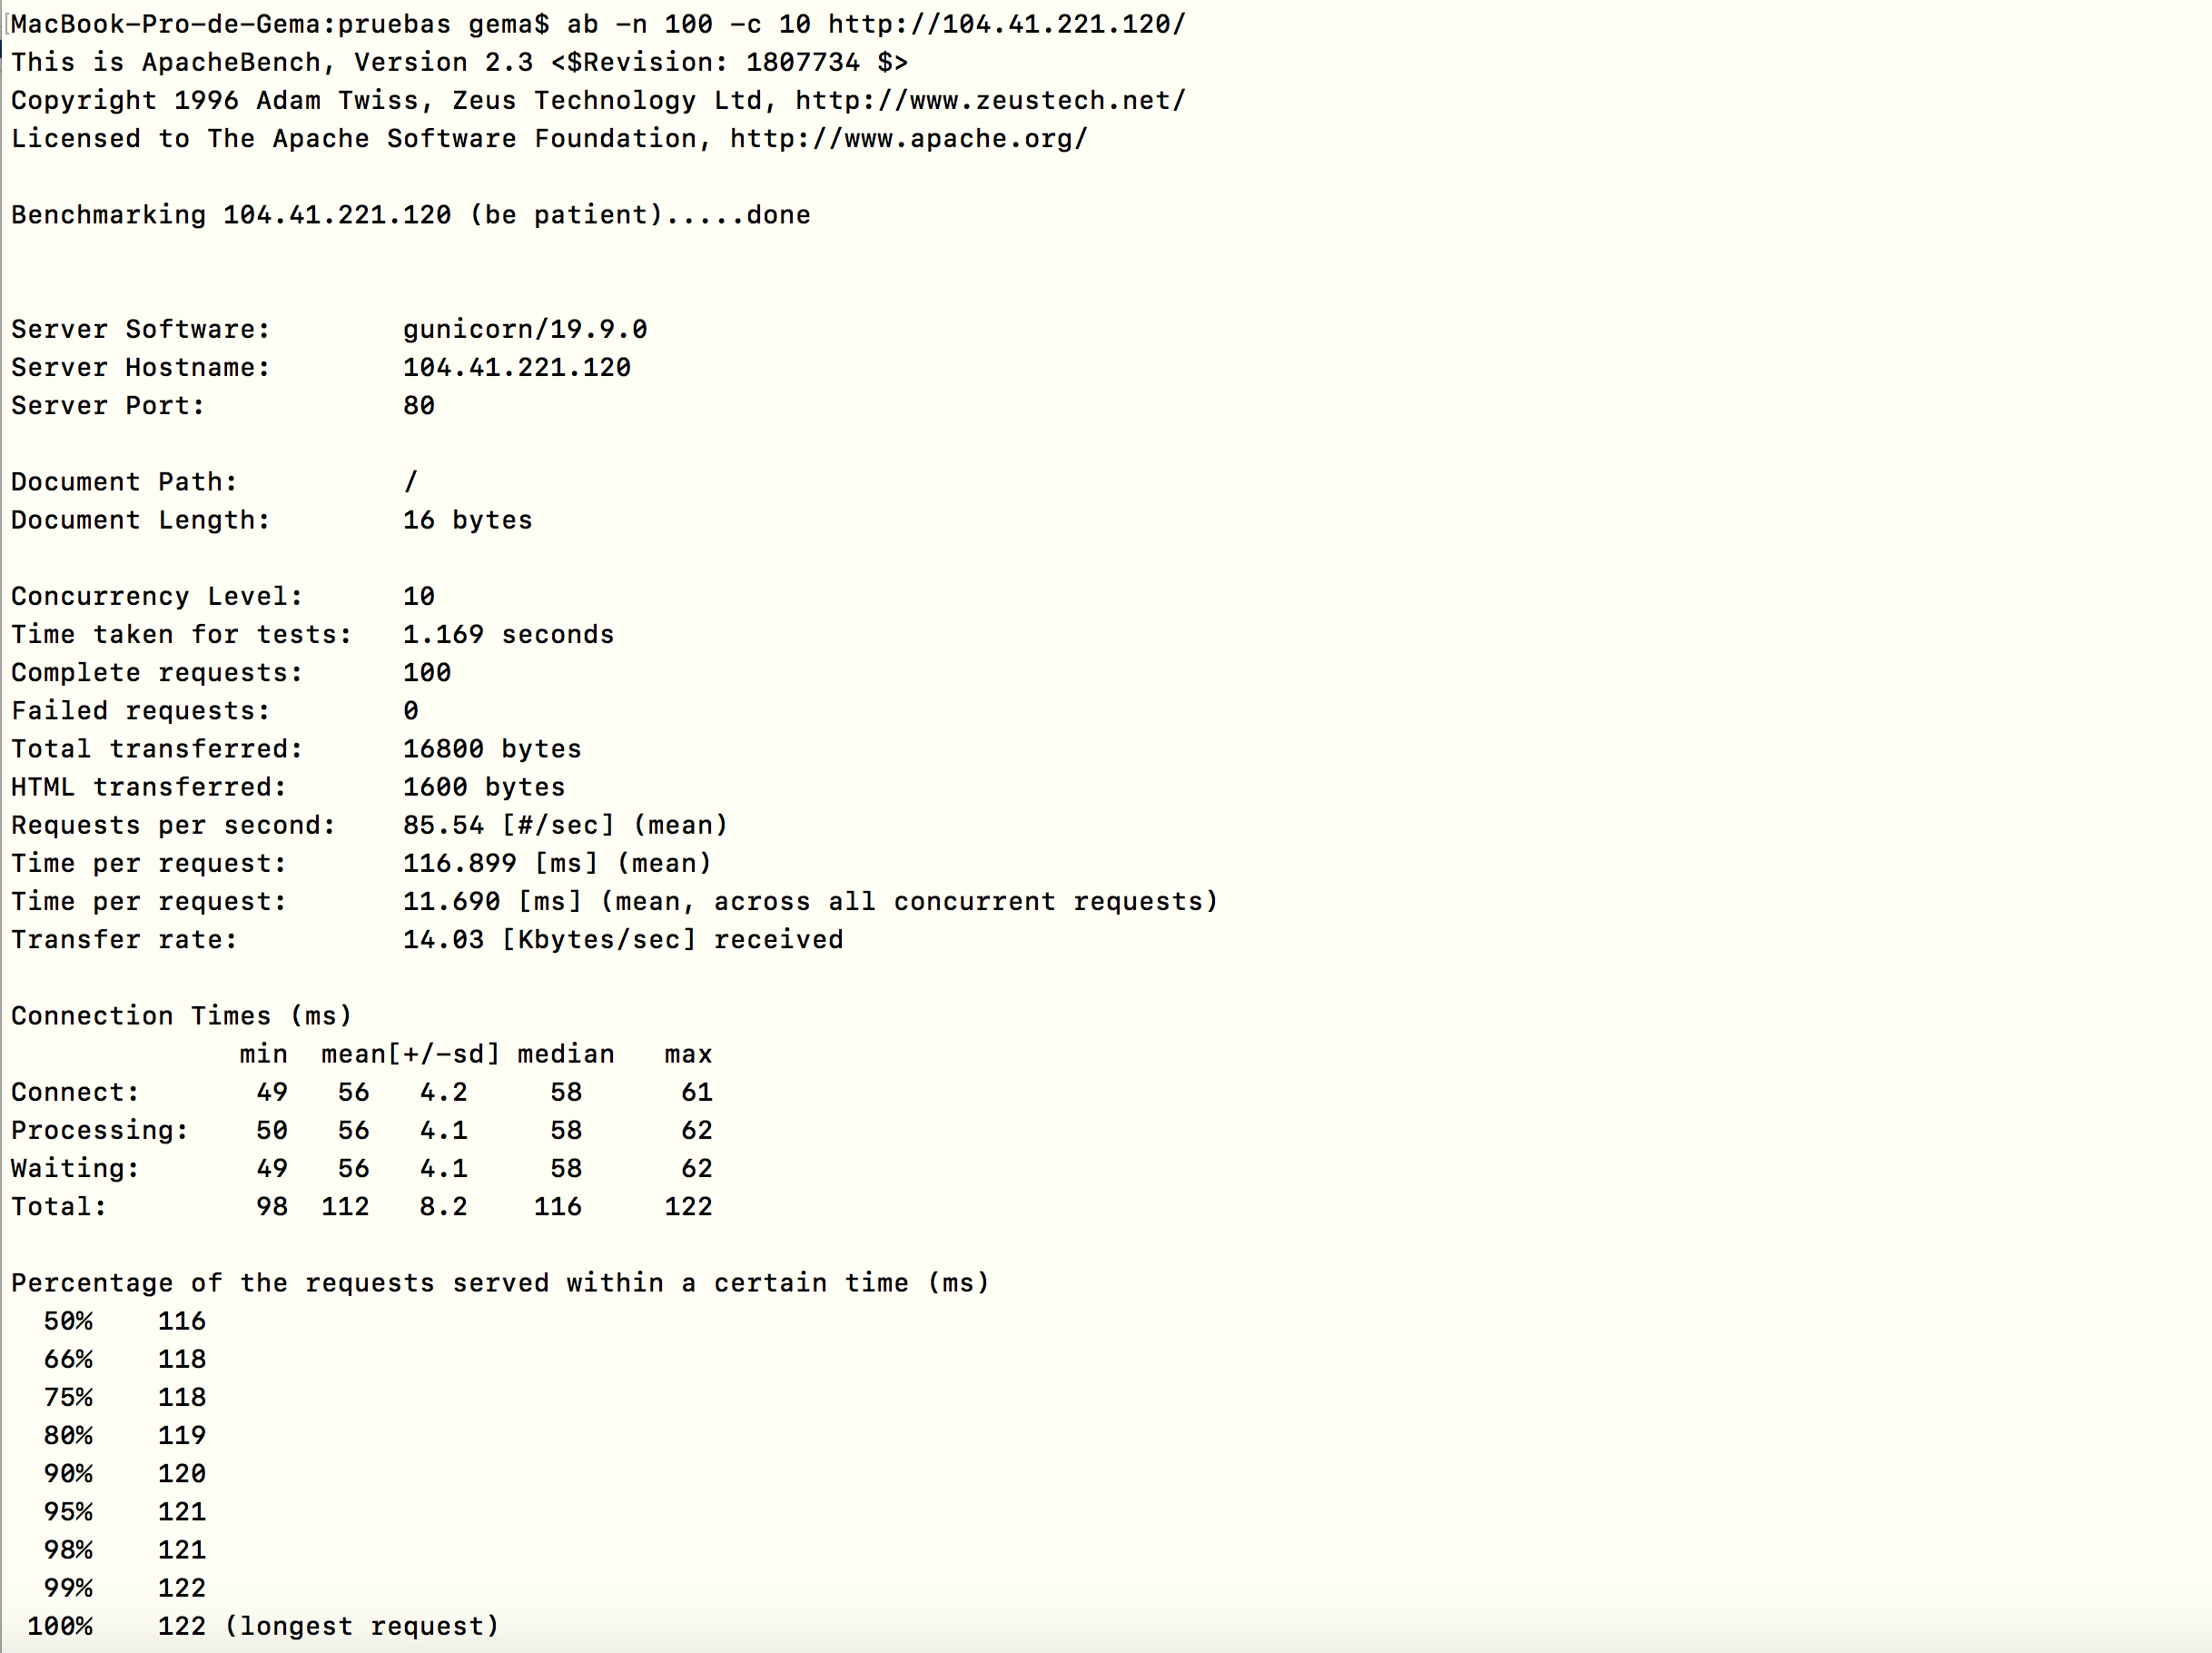 MacBook-Pro-de-Gema:pruebas gema$ ab -n 100 -c 10 http://104.41.221.120/
This is ApacheBench, Version 2.3 <$Revision: 1807734 $>
Copyright 1996 Adam Twiss, Zeus Technology Ltd, http://www.zeustech.net/
Licensed to The Apache Software Foundation, http://www.apache.org/

Benchmarking 104.41.221.120 (be patient).....done


Server Software:        gunicorn/19.9.0
Server Hostname:        104.41.221.120
Server Port:            80

Document Path:          /
Document Length:        16 bytes

Concurrency Level:      10
Time taken for tests:   1.169 seconds
Complete requests:      100
Failed requests:        0
Total transferred:      16800 bytes
HTML transferred:       1600 bytes
Requests per second:    85.54 [#/sec] (mean)
Time per request:       116.899 [ms] (mean)
Time per request:       11.690 [ms] (mean, across all concurrent requests)
Transfer rate:          14.03 [Kbytes/sec] received

Connection Times (ms)
              min  mean[+/-sd] median   max
Connect:       49   56   4.2     58      61
Processing:    50   56   4.1     58      62
Waiting:       49   56   4.1     58      62
Total:         98  112   8.2    116     122

Percentage of the requests served within a certain time (ms)
  50%    116
  66%    118
  75%    118
  80%    119
  90%    120
  95%    121
  98%    121
  99%    122
 100%    122 (longest request)